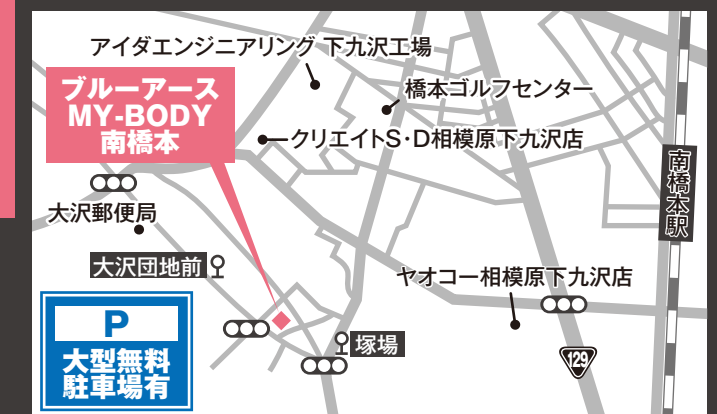 アイダエンジニアリング 下九沢工場
ブルーアース
MY-BODY
南橋本
橋本ゴルフセンター
クリエイトS・D相模原下九沢店
南橋本駅
大沢郵便局
大沢団地前
ヤオコー相模原下九沢店
P
大型無料
駐車場有
塚場
129